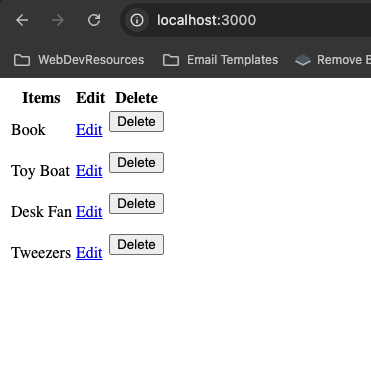 localhost:3000
WebDevResources Email Templates Remove B
Items Edit Delete
Book Edit Delete
Toy Boat Edit Delete
Desk Fan Edit Delete
Tweezers Edit Delete